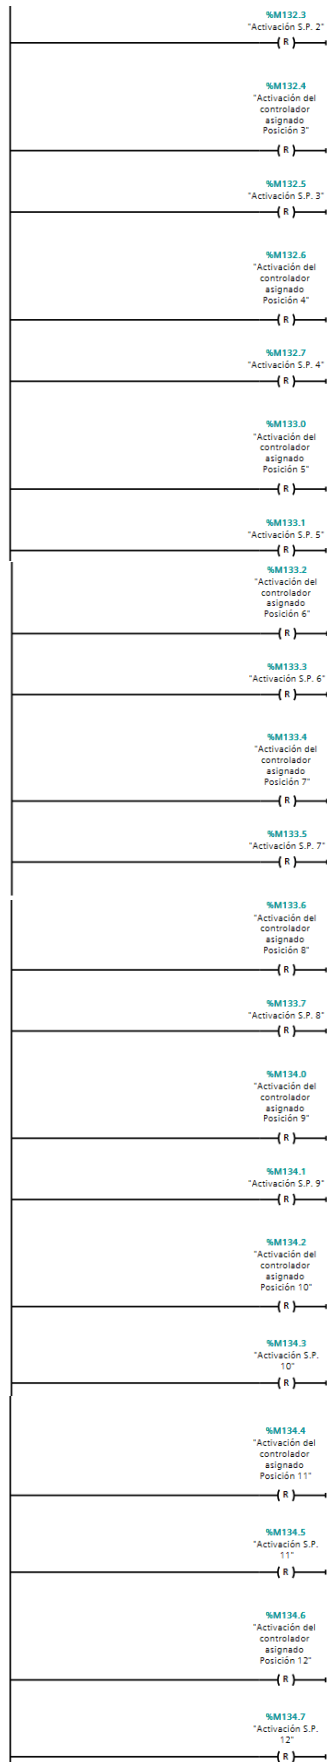 %M132.3
"Activación S.P. 2"
( R )
%M132.4
"Activación del
controlador
asignado
Posición 3"
( R )
%M132.5
"Activación S.P. 3"
( R )
%M132.6
"Activación del
controlador
asignado
Posición 4"
( R )
%M132.7
"Activación S.P. 4"
( R )
%M133.0
"Activación del
controlador
asignado
Posición 5"
( R )
%M133.1
"Activación S.P. 5"
( R )
%M133.2
"Activación del
controlador
asignado
Posición 6"
( R )
%M133.3
"Activación S.P. 6"
( R )
%M133.4
"Activación del
controlador
asignado
Posición 7"
( R )
%M133.5
"Activación S.P. 7"
( R )
%M133.6
"Activación del
controlador
asignado
Posición 8"
( R )
%M133.7
"Activación S.P. 8"
( R )
%M134.0
"Activación del
controlador
asignado
Posición 9"
( R )
%M134.1
"Activación S.P. 9"
( R )
%M134.2
"Activación del
controlador
asignado
Posición 10"
( R )
%M134.3
"Activación S.P.
10"
( R )
%M134.4
"Activación del
controlador
asignado
Posición 11"
( R )
%M134.5
"Activación S.P.
11"
( R )
%M134.6
"Activación del
controlador
asignado
Posición 12"
( R )
%M134.7
"Activación S.P.
12"
( R )